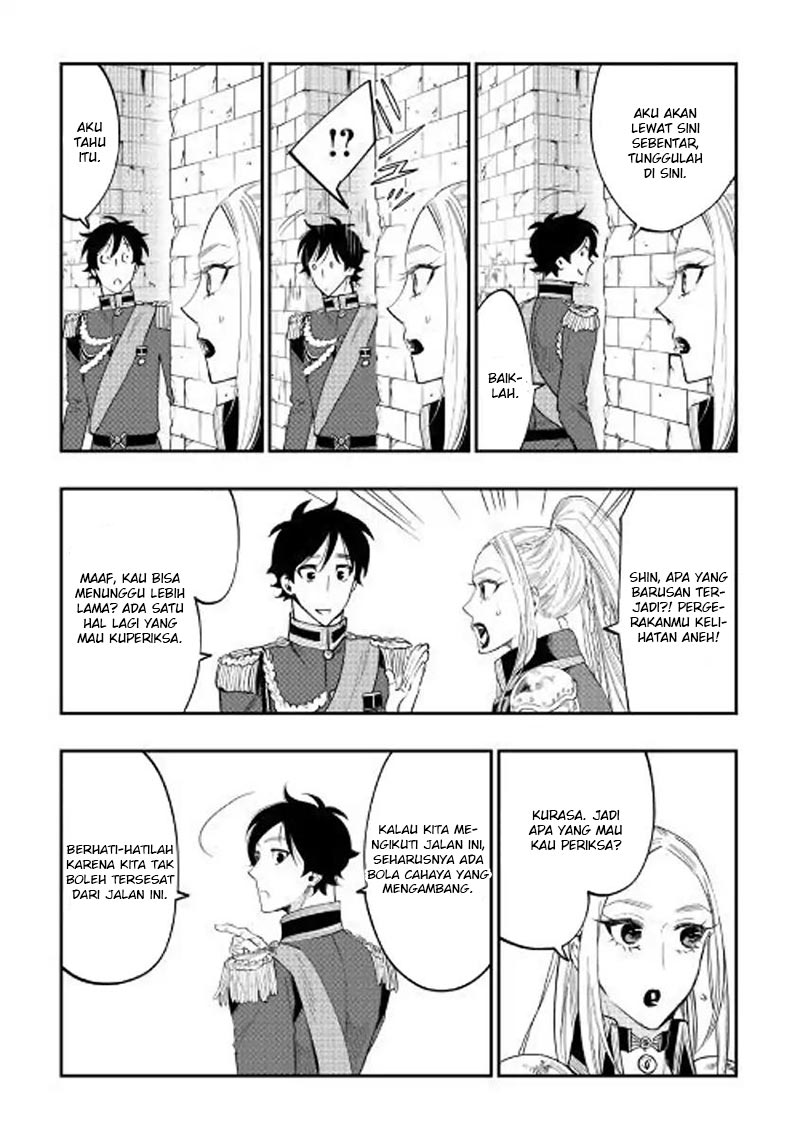 AKU AKAN
LEWAT SINI
SEBENTAR,
TUNGGULAH
DI SINI.
BAIK-
LAH.
!?
AKU
TAHU
ITU.
SHIN, APA YANG
BARUSAN TER-
JADI?! PERGE-
RAKANMU KELI-
HATAN ANEH!
MAAF, KAU BISA
MENUNGGU LEBIH
LAMA? ADA SATU
HAL LAGI YANG
MAU KUPERIKSA.
KURASA. JADI
APA YANG MAU
KAU PERIKSA?
KALAU KITA ME-
NGIKUTI JALAN INI,
SEHARUSNYA ADA
BOLA CAHAYA YANG
MENGAMBANG.
BERHATI-HATILAH
KARENA KITA TAK
BOLEH TERSESAT
DARI JALAN INI.